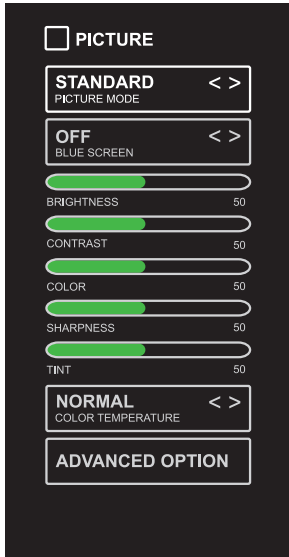 PICTURE
STANDARD < >
PICTURE MODE
OFF < >
BLUE SCREEN
BRIGHTNESS 50
CONTRAST 50
COLOR 50
SHARPNESS 50
TINT 50
NORMAL < >
COLOR TEMPERATURE
ADVANCED OPTION